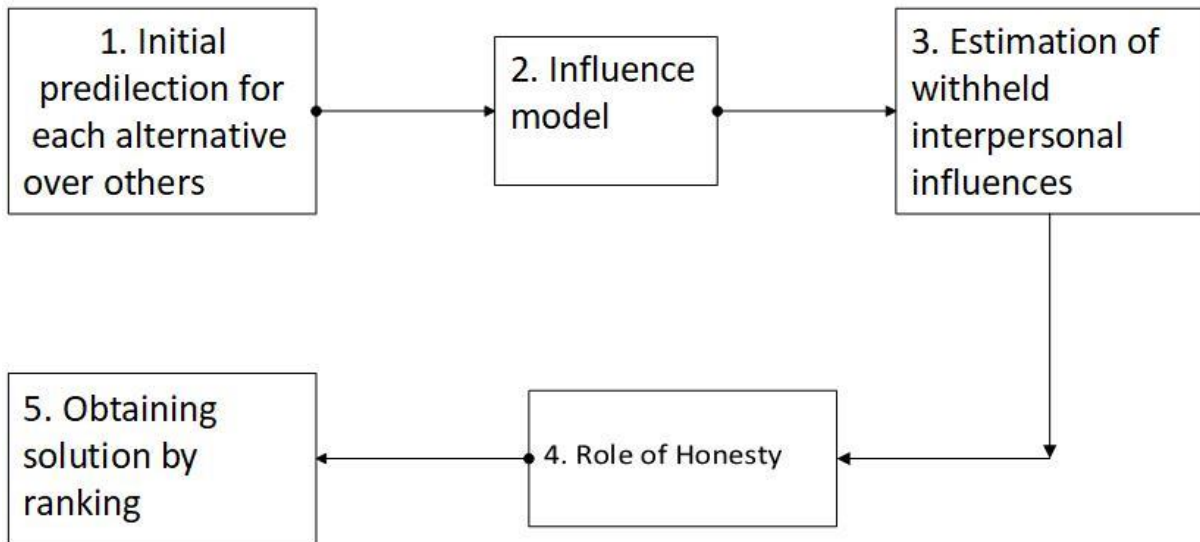 1. Initial
predilection for
each alternative
over others
2. Influence
model
3. Estimation of
withheld
interpersonal
influences
4. Role of Honesty
5. Obtaining
solution by
ranking